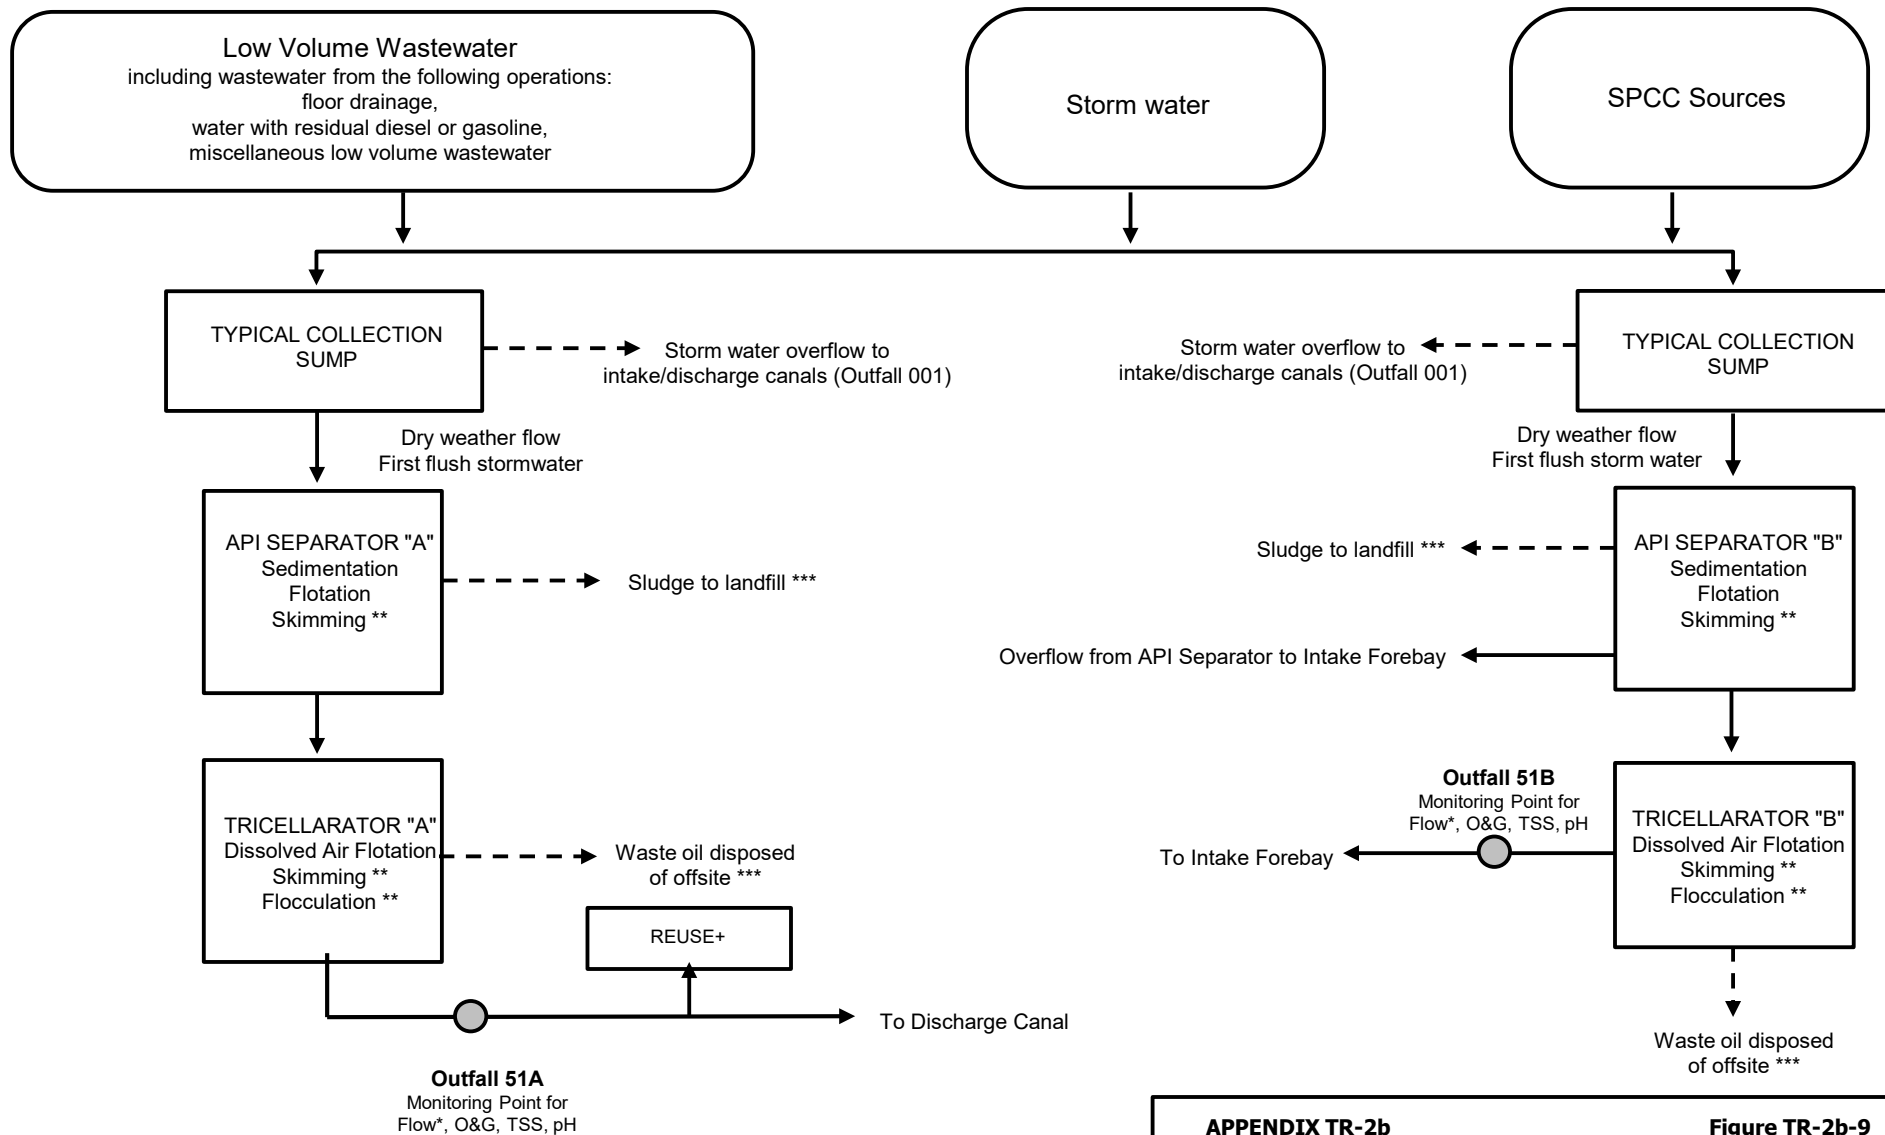 Low Volume Wastewater
including wastewater from the following operations:
floor drainage,
water with residual diesel or gasoline,
miscellaneous low volume wastewater
Storm water
SPCC Sources
TYPICAL COLLECTION
SUMP
Storm water overflow to
intake/discharge canals (Outfall 001)
Storm water overflow to
intake/discharge canals (Outfall 001)
TYPICAL COLLECTION
SUMP
Dry weather flow
First flush stormwater
Dry weather flow
First flush storm water
API SEPARATOR "A"
Sedimentation
Flotation
Skimming **
Sludge to landfill ***
Sludge to landfill ***
API SEPARATOR "B"
Sedimentation
Flotation
Skimming **
Overflow from API Separator to Intake Forebay
TRICELLARATOR "A"
Dissolved Air Flotation
Skimming **
Flocculation **
Waste oil disposed
of offsite ***
REUSE+
To Discharge Canal
Outfall 51A
Monitoring Point for
Flow*, O&G, TSS, pH
Outfall 51B
Monitoring Point for
Flow*, O&G, TSS, pH
To Intake Forebay
TRICELLARATOR "B"
Dissolved Air Flotation
Skimming **
Flocculation **
Waste oil disposed
of offsite ***
APPENDIX TR-2b Figure TR-2b-9